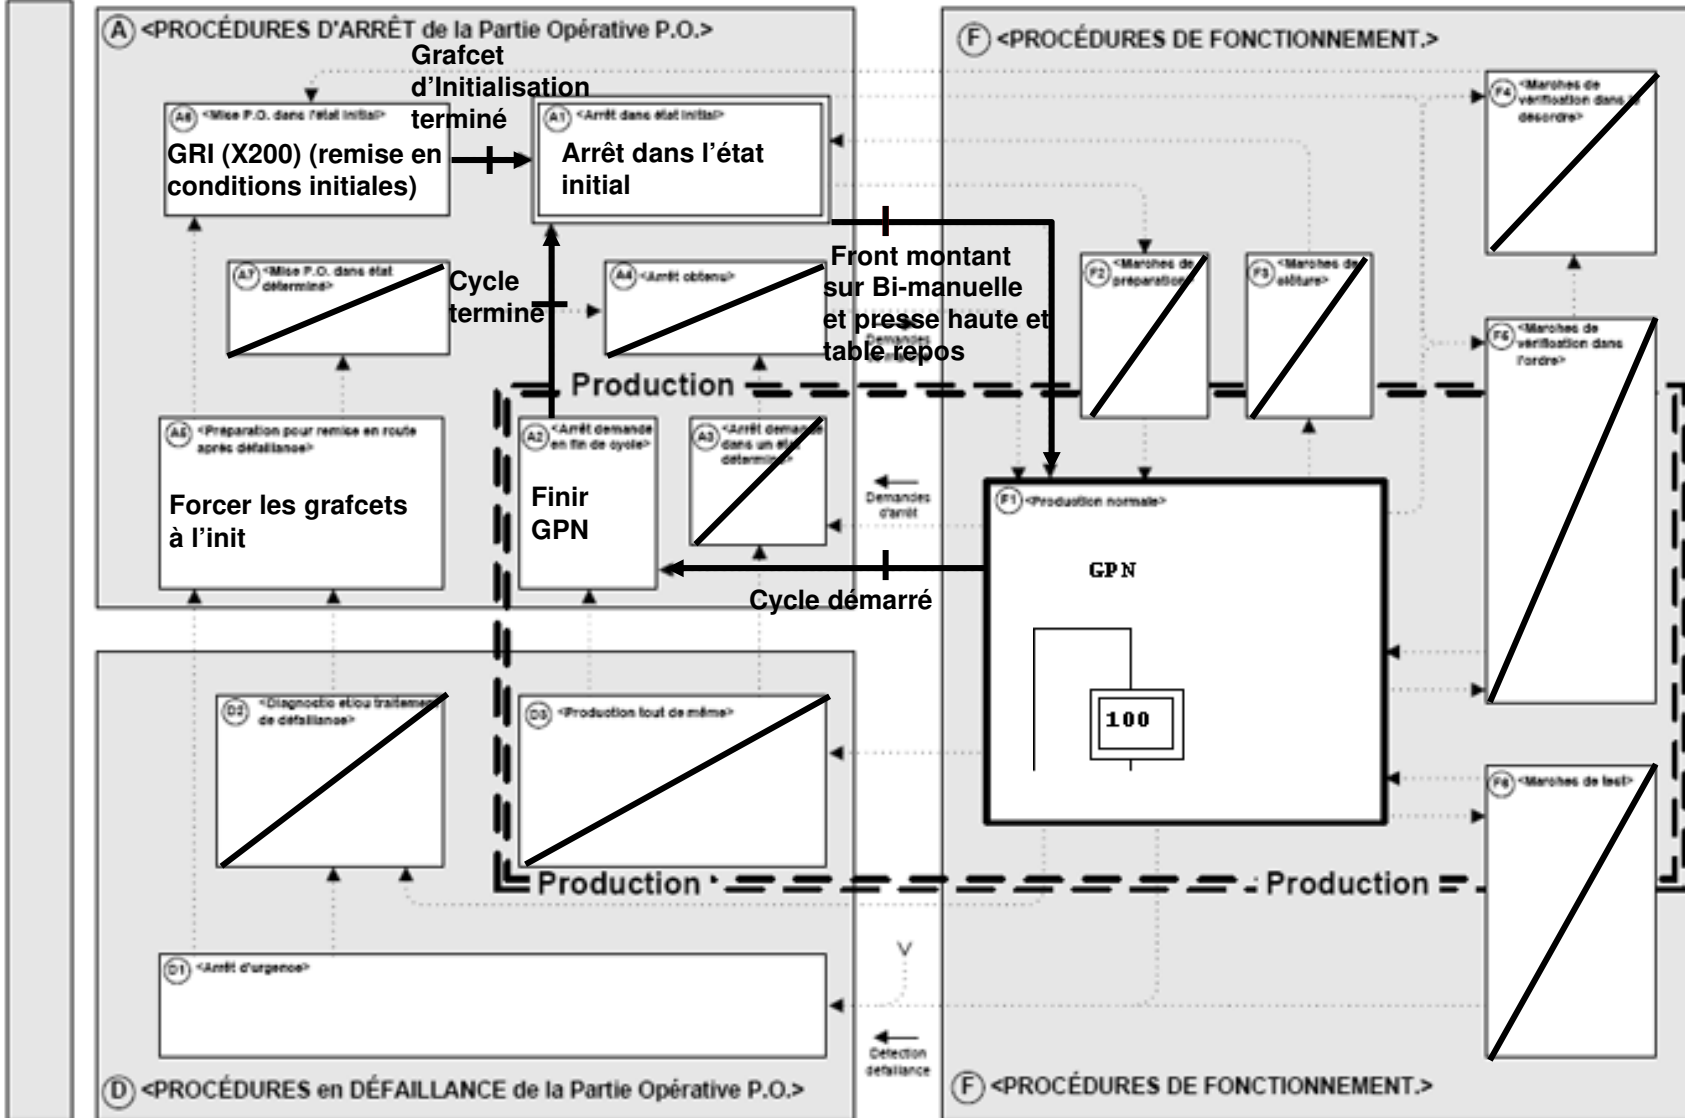 A <PROCÉDURES D'ARRÊT de la Partie Opérative P.O.>
F <PROCÉDURES DE FONCTIONNEMENT.>
Grafcet
d'Initialisation
terminé
A6 <Mise P.O. dans l'état initial>
GRI (X200) (remise en
conditions initiales)
A1 <Arrêt dans état initial>
Arrêt dans l'état
initial
F4 <Marches de
vérification dans le
désordre>
A7 <Mise P.O. dans état
déterminé>
Cycle
terminé
A4 <Arrêt obtenu>
Front montant
sur Bi-manuelle
et presse haute et
table repos
Demandes
de marche
F2 <Marches de
préparation>
F3 <Marches de
clôture>
F5 <Marches de
vérification dans
l'ordre>
Production
A5 <Préparation pour remise en route
après défaillance>
Forcer les grafcets
à l'init
A2 <Arrêt demandé
en fin de cycle>
Finir
GPN
A3 <Arrêt demandé
dans un état
déterminé>
Demandes
d'arrêt
F1 <Production normale>
GPN
100
Cycle démarré
D2 <Diagnostic et/ou traitement
de défaillance>
D3 <Production tout de même>
F6 <Marches de test>
Production
Production
D1 <Arrêt d'urgence>
Détection
défaillance
D <PROCÉDURES en DÉFAILLANCE de la Partie Opérative P.O.>
F <PROCÉDURES DE FONCTIONNEMENT.>